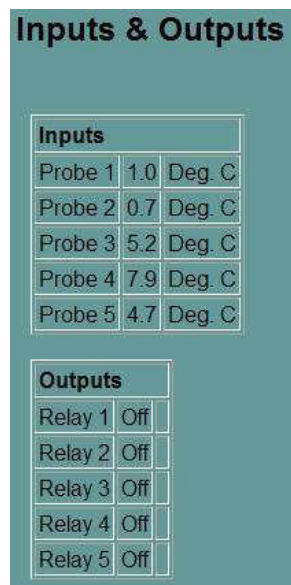 Inputs & Outputs
Inputs
Probe 1 1.0 Deg. C
Probe 2 0.7 Deg. C
Probe 3 5.2 Deg. C
Probe 4 7.9 Deg. C
Probe 5 4.7 Deg. C
Outputs
Relay 1 Off
Relay 2 Off
Relay 3 Off
Relay 4 Off
Relay 5 Off